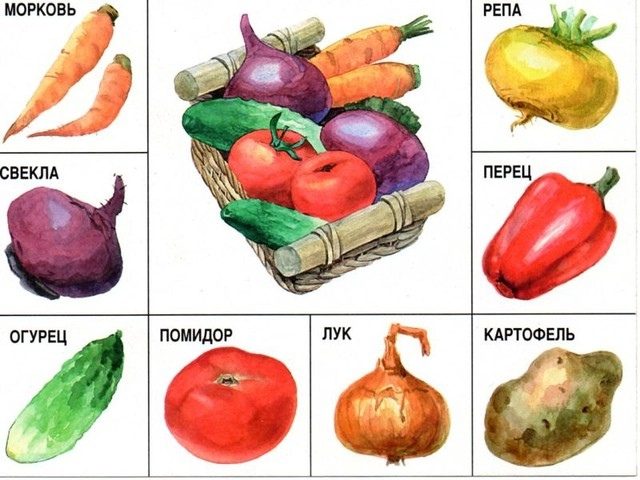 МОРКОВЬ
РЕПА
СВЕКЛА
ПЕРЕЦ
ОГУРЕЦ
ПОМИДОР
ЛУК
КАРТОФЕЛЬ